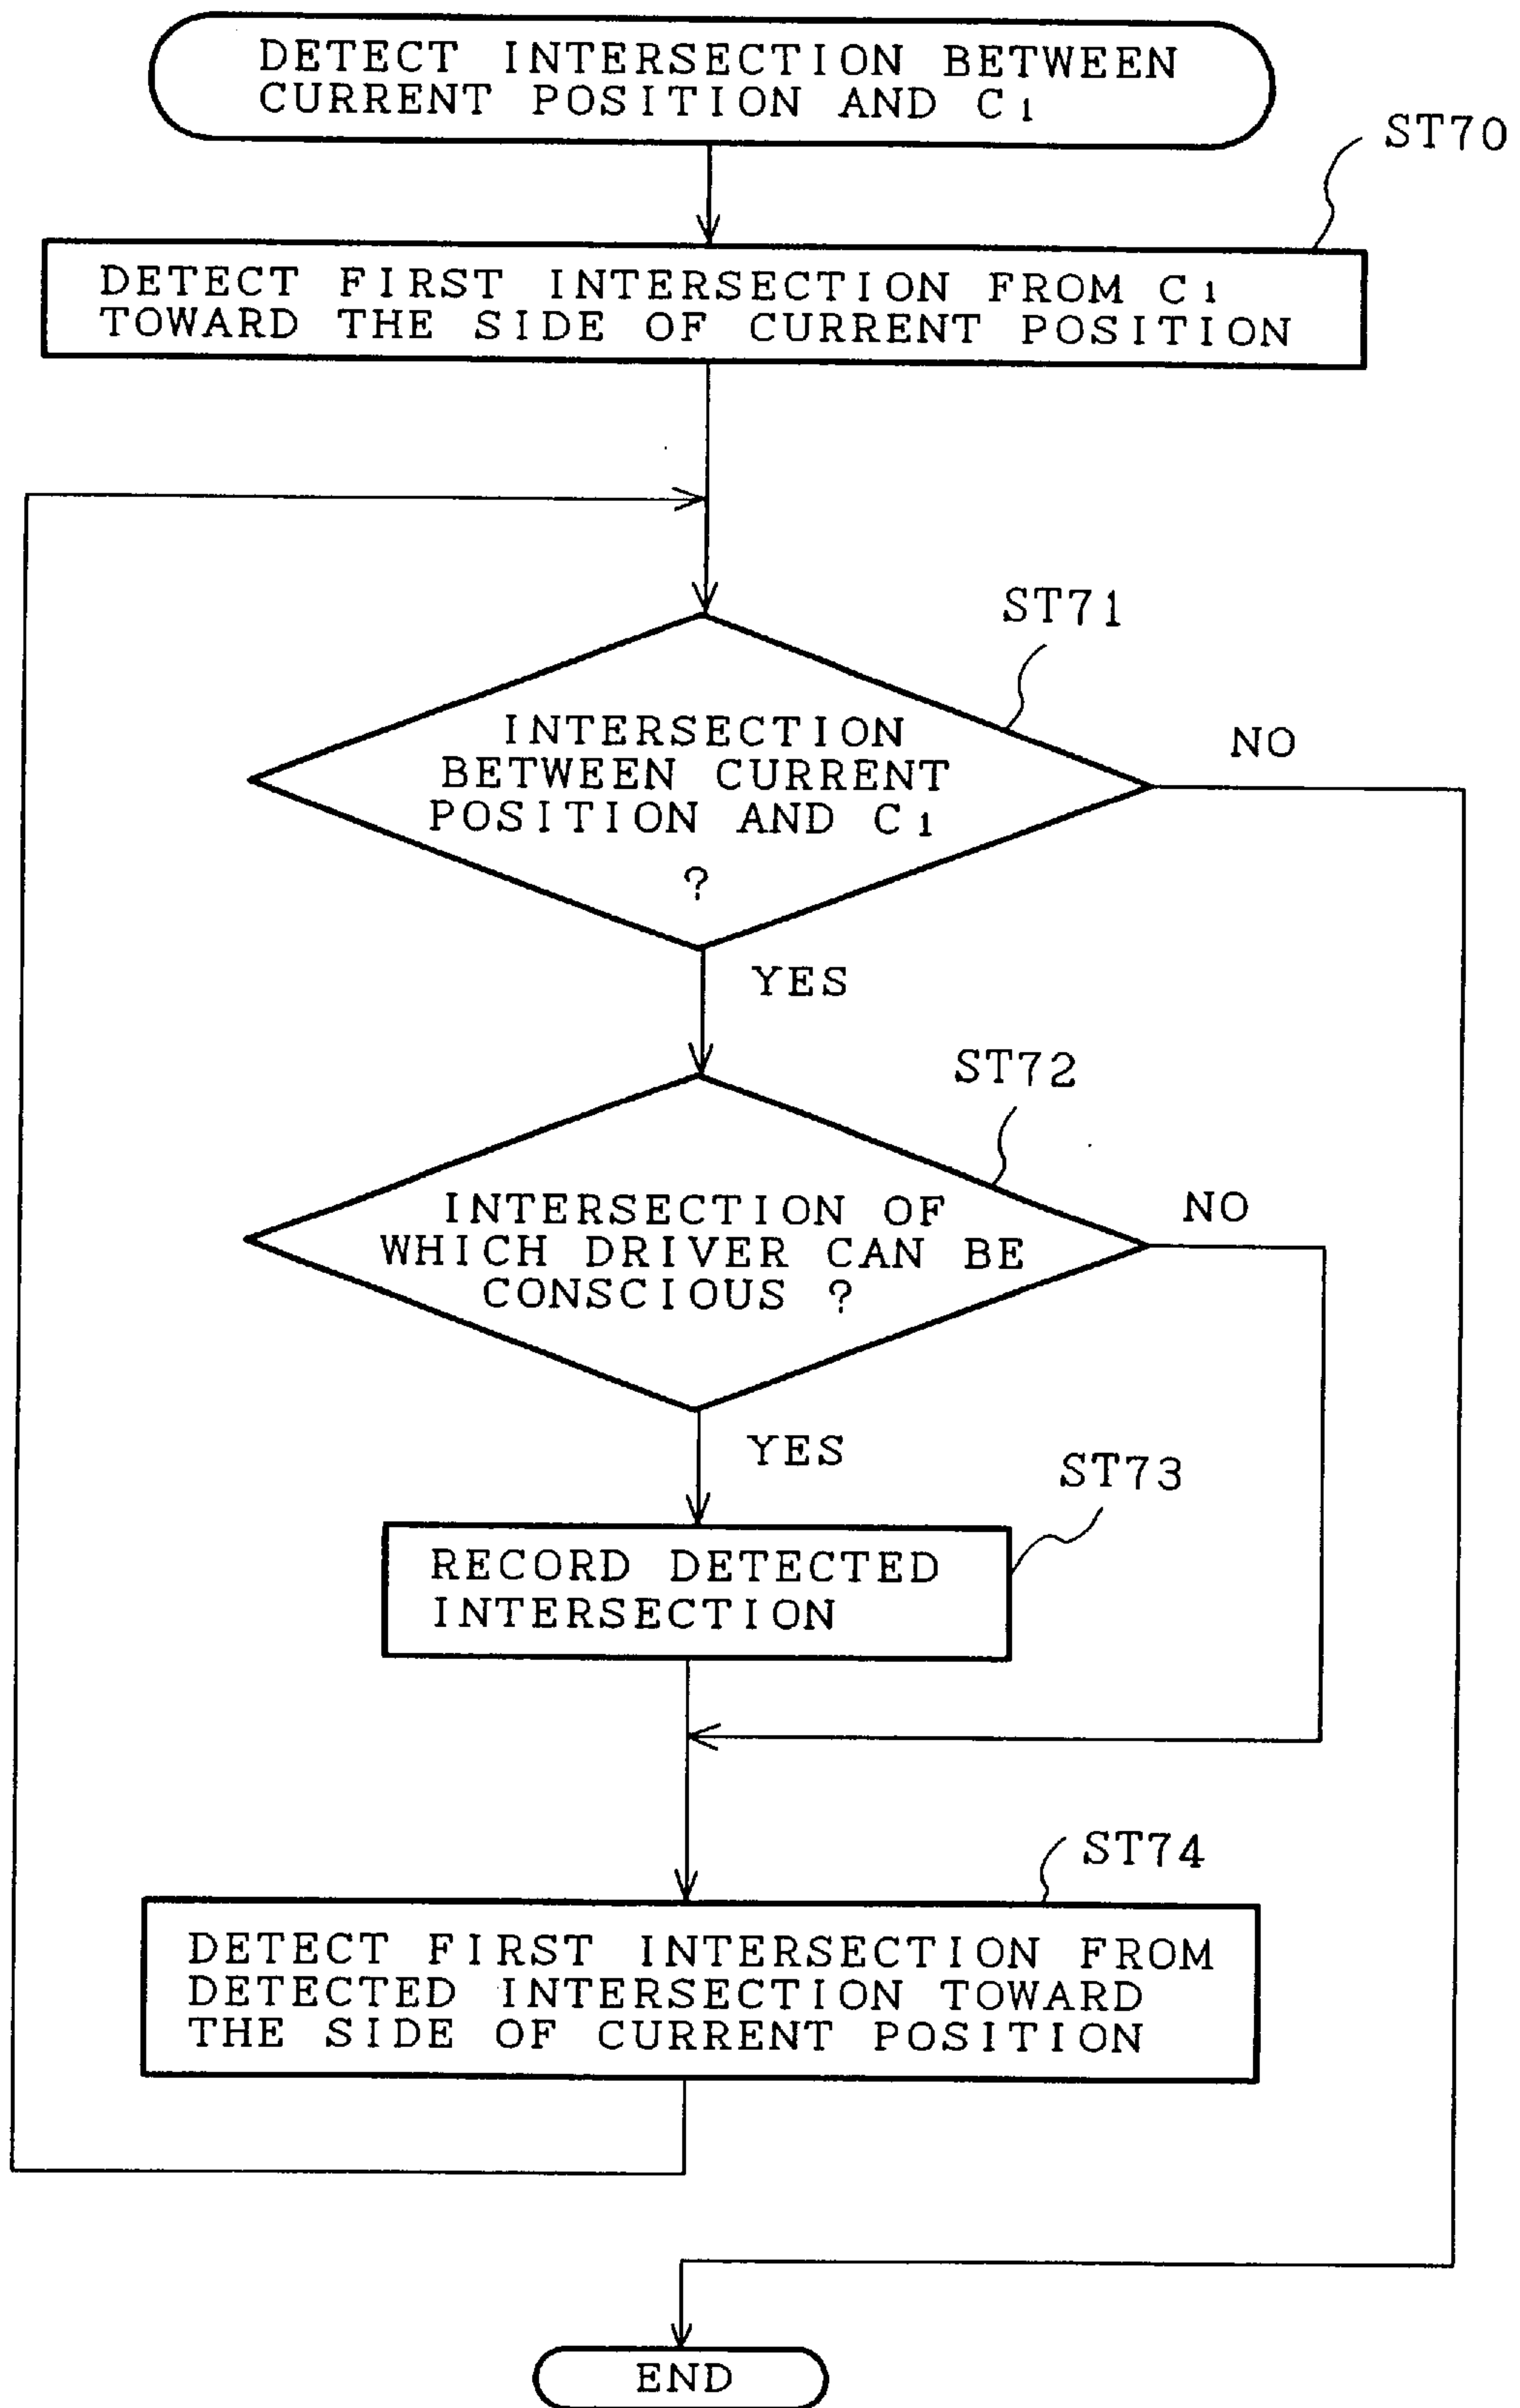 DETECT INTERSECTION BETWEEN
CURRENT POSITION AND C1
ST70
DETECT FIRST INTERSECTION FROM C1
TOWARD THE SIDE OF CURRENT POSITION
ST71
INTERSECTION
BETWEEN CURRENT
POSITION AND C1
?
NO
YES
ST72
INTERSECTION OF
WHICH DRIVER CAN BE
CONSCIOUS ?
NO
YES
ST73
RECORD DETECTED
INTERSECTION
ST74
DETECT FIRST INTERSECTION FROM
DETECTED INTERSECTION TOWARD
THE SIDE OF CURRENT POSITION
END